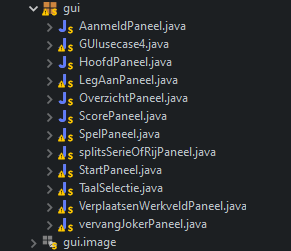 gui
AanmeldPaneel.java
GUIusecase4.java
HoofdPaneel.java
LegAanPaneel.java
OverzichtPaneel.java
ScorePaneel.java
SpelPaneel.java
splitsSerieOfRijPaneel.java
StartPaneel.java
TaalSelectie.java
VerplaatsenWerkveldPaneel.java
vervangJokerPaneel.java
gui.image